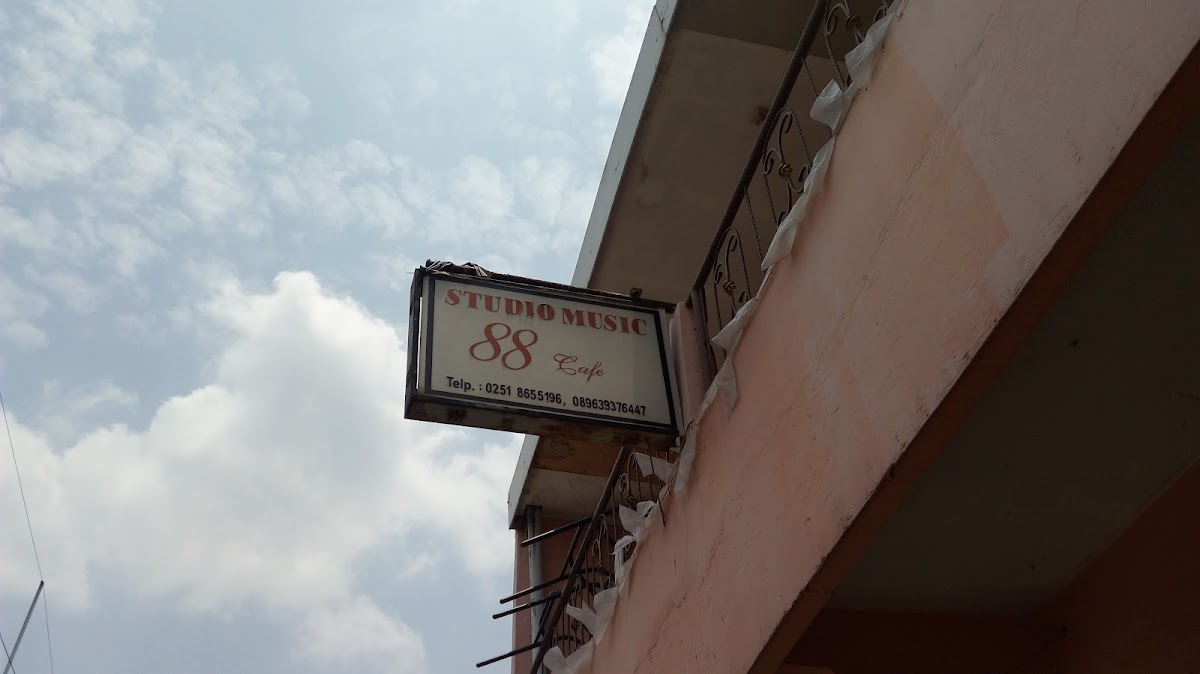 STUDIO MUSIC
88 Cafe
Telp. : 0251 8655196, 089639376447